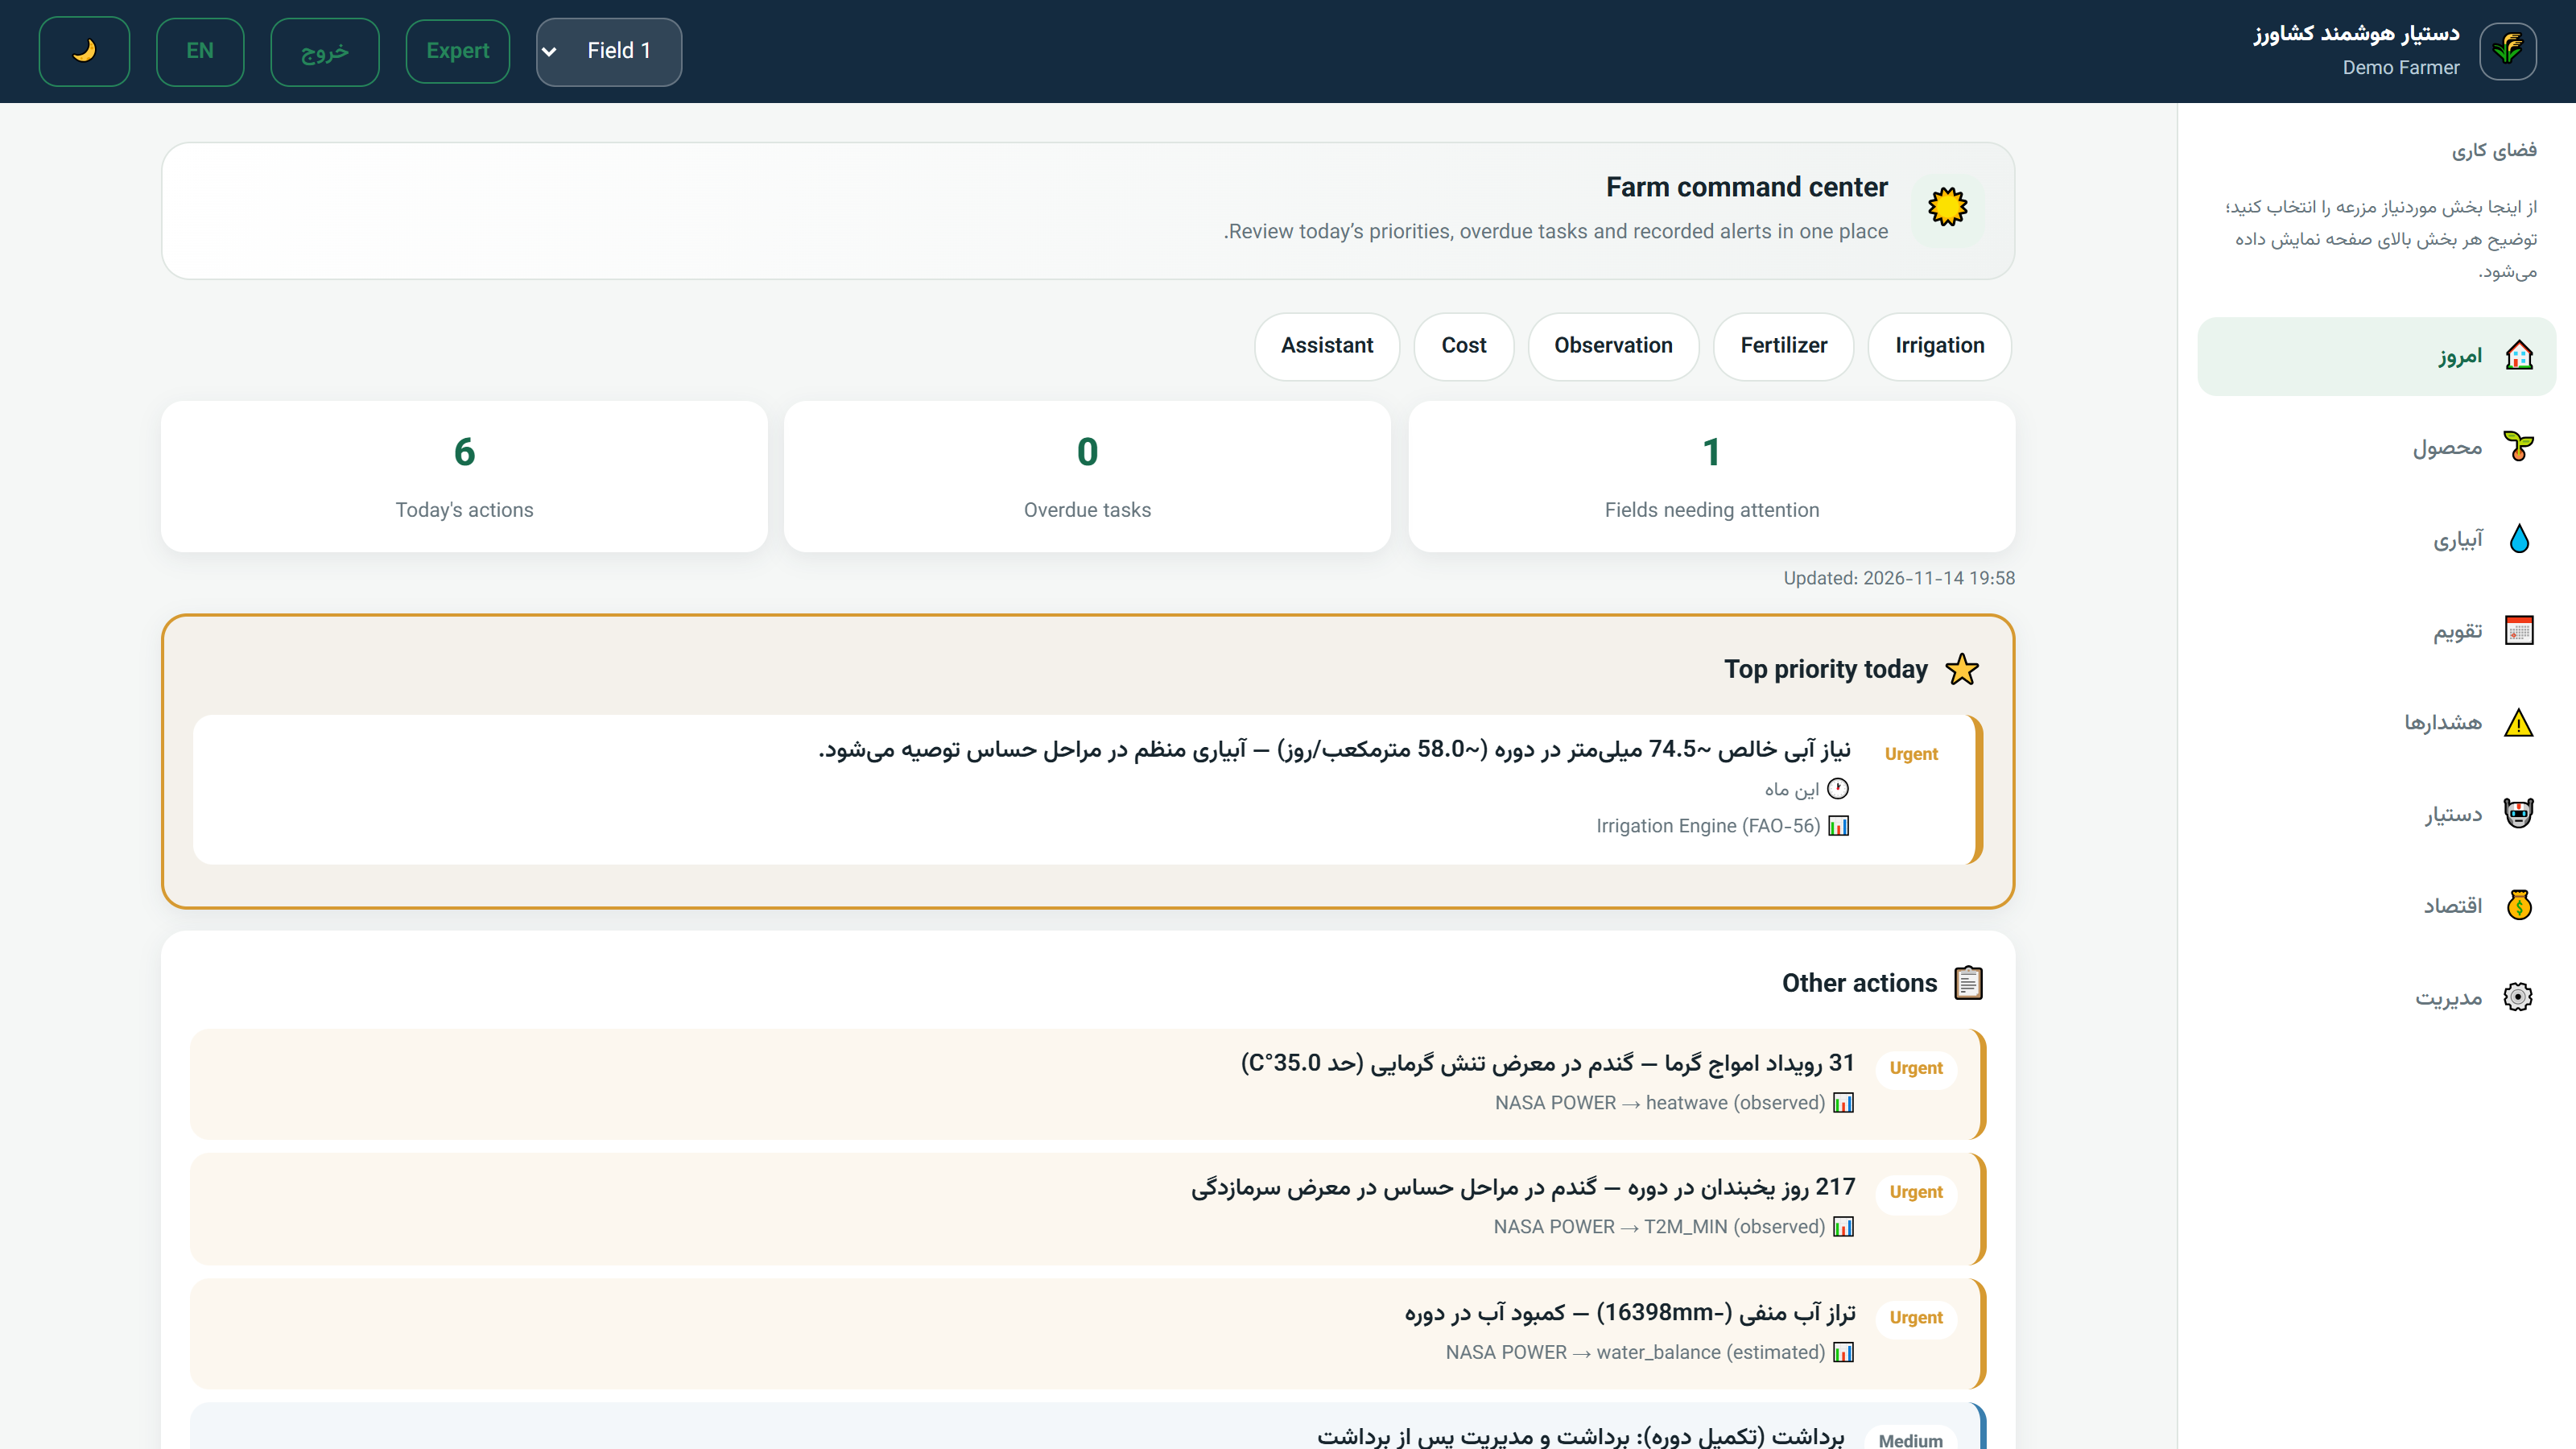 دستیار هوشمند کشاورز
Demo Farmer
Field 1
Expert
خروج
EN
فضای کاری
از اینجا بخش موردنیاز مزرعه را انتخاب کنید؛
توضیح هر بخش بالای صفحه نمایش داده
می‌شود.
امروز
محصول
آبیاری
تقویم
هشدارها
دستیار
اقتصاد
مدیریت
Farm command center
Review today’s priorities, overdue tasks and recorded alerts in one place.
Irrigation
Fertilizer
Observation
Cost
Assistant
1
Fields needing attention
0
Overdue tasks
6
Today's actions
Updated: 2026-11-14 19:58
Top priority today
Urgent
نیاز آبی خالص ~74.5 میلی‌متر در دوره (~58.0 مترمکعب/روز) — آبیاری منظم در مراحل حساس توصیه می‌شود.
این ماه
Irrigation Engine (FAO-56)
Other actions
Urgent
31 رویداد امواج گرما — گندم در معرض تنش گرمایی (حد 35.0°C)
NASA POWER → heatwave (observed)
Urgent
217 روز یخبندان در دوره — گندم در مراحل حساس در معرض سرمازدگی
NASA POWER → T2M_MIN (observed)
Urgent
تراز آب منفی (-16398mm) — کمبود آب در دوره
NASA POWER → water_balance (estimated)
Medium
برداشت (تکمیل دوره): برداشت و مدیریت پس از برداشت